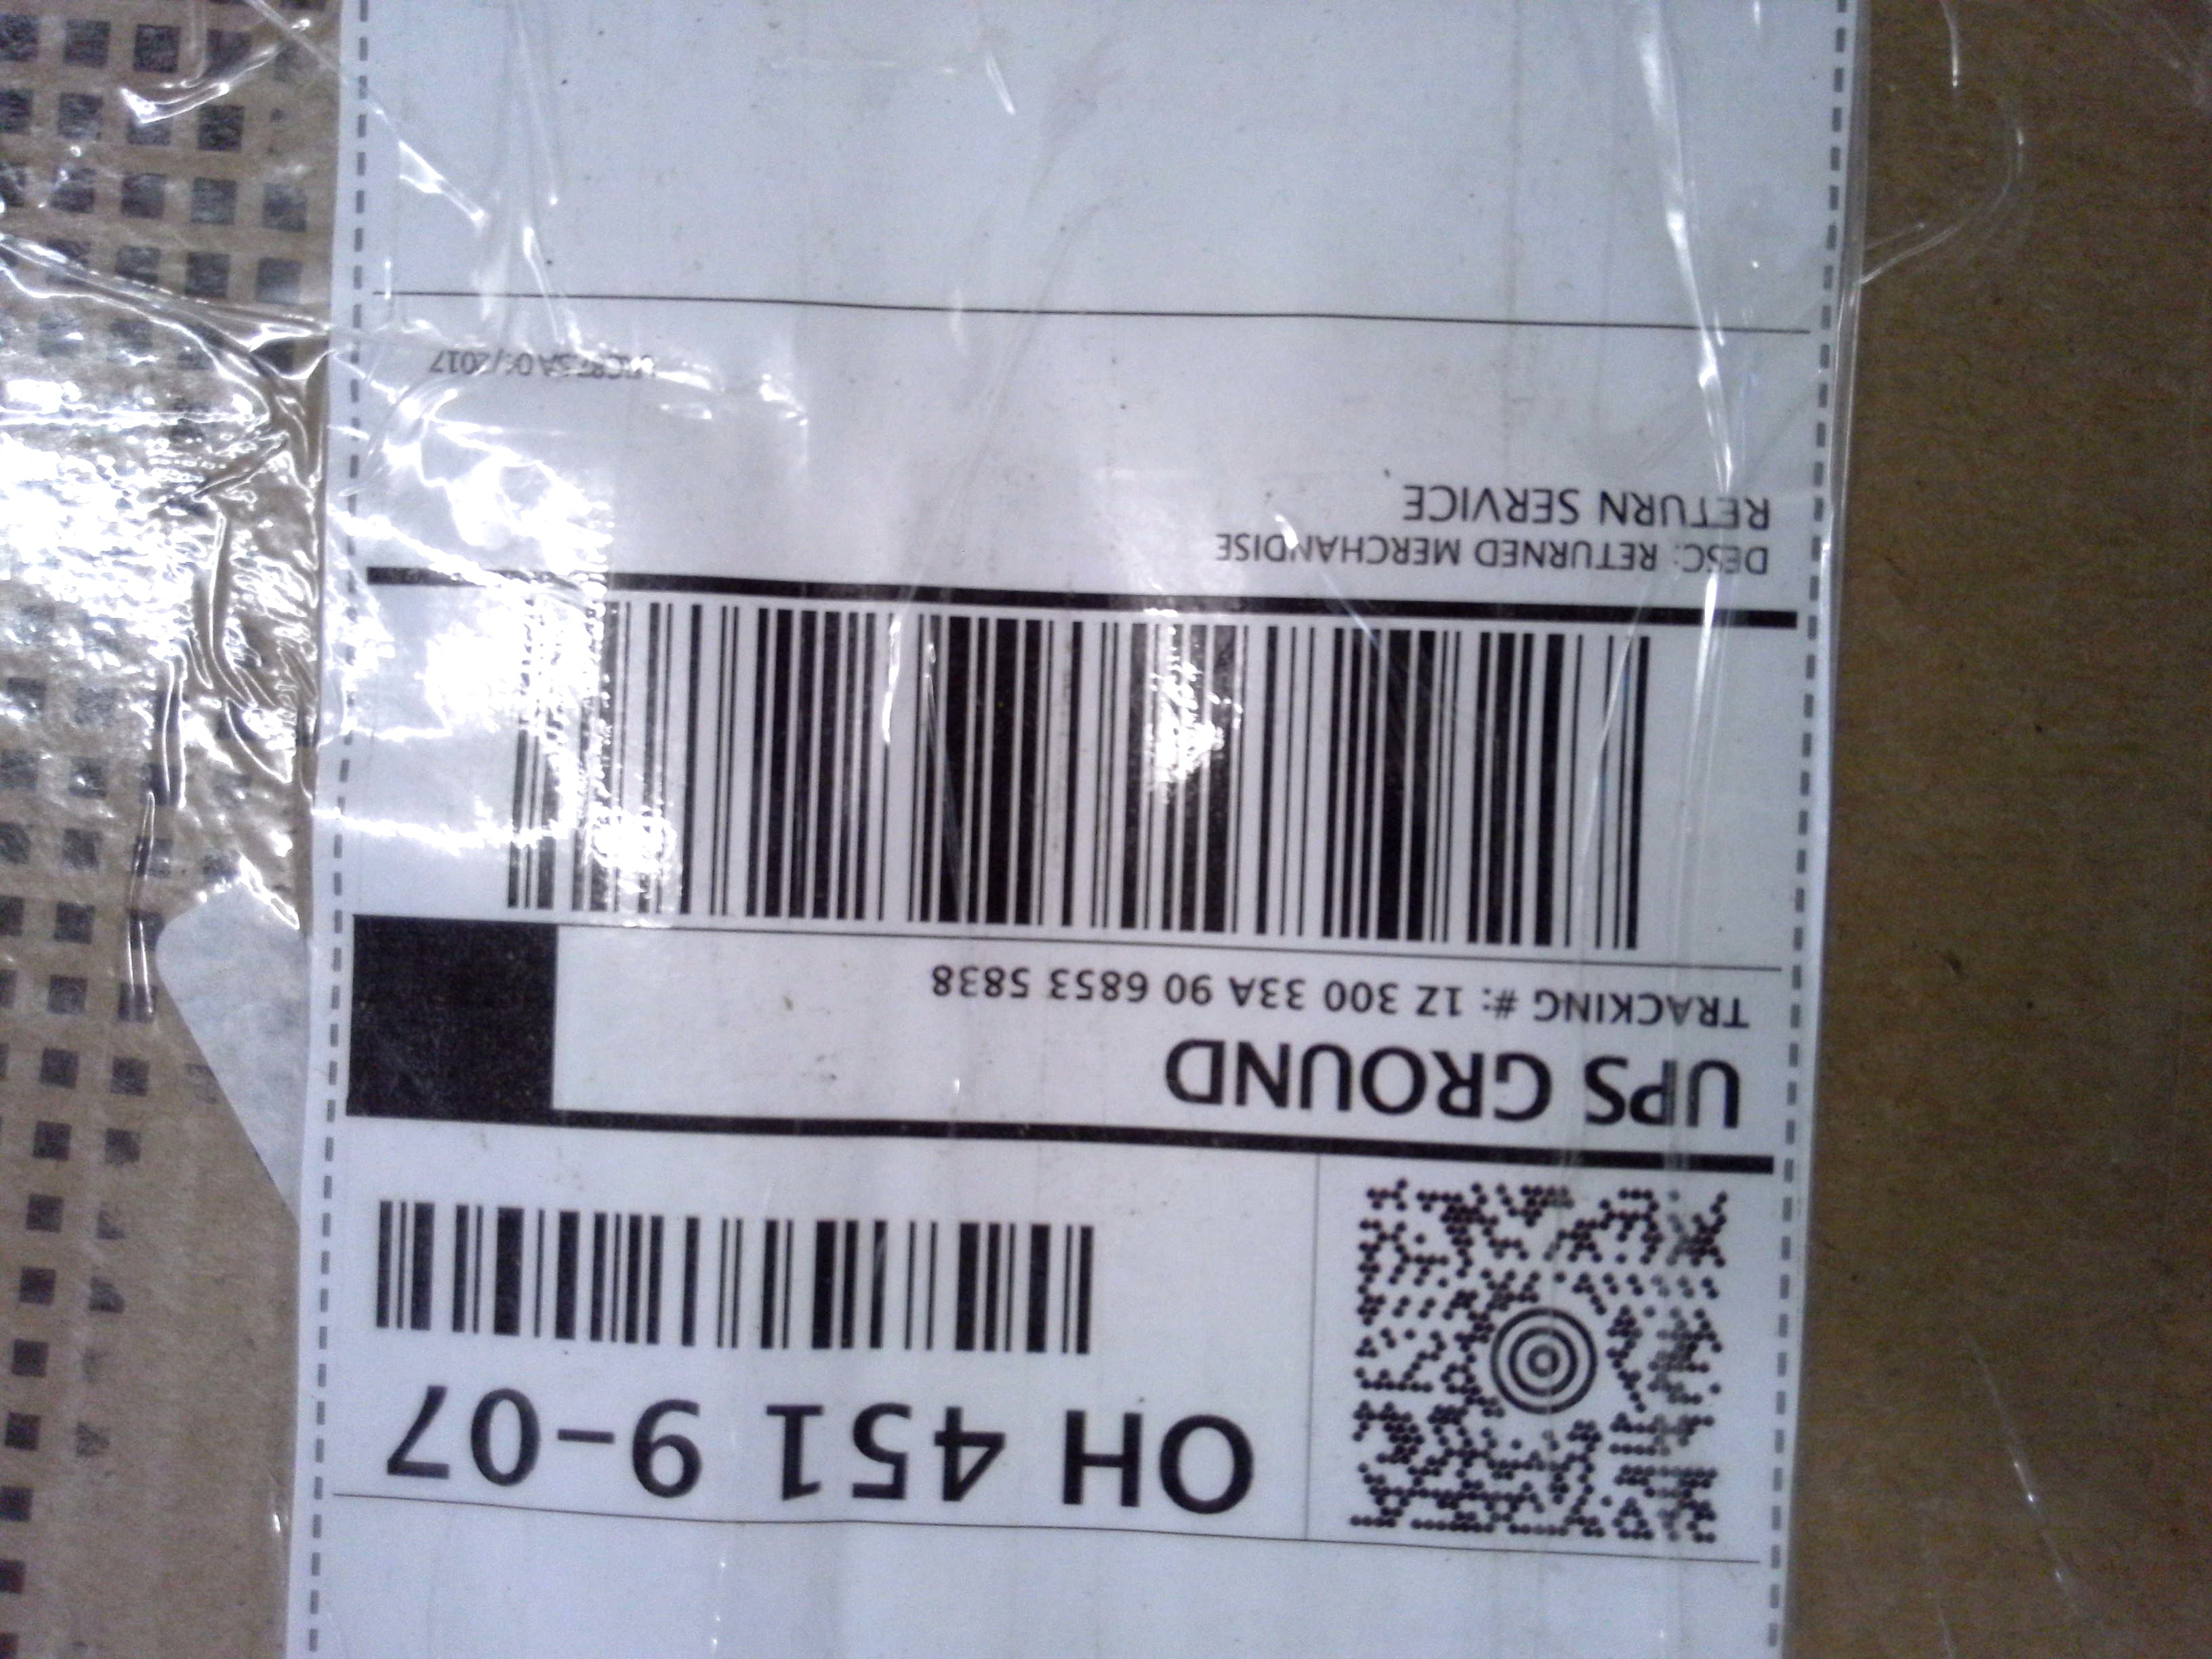 OH 451 9-07
UPS GROUND
TRACKING #: 1Z 300 33A 90 6853 5838
DESC: RETURNED MERCHANDISE
RETURN SERVICE